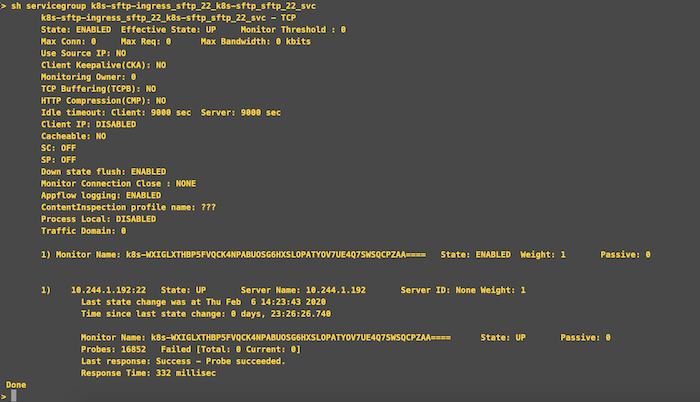 > sh servicegroup k8s-sftp-ingress_sftp_22_k8s-sftp_sftp_22_svc
k8s-sftp-ingress_sftp_22_k8s-sftp_sftp_22_svc - TCP
State: ENABLED Effective State: UP Monitor Threshold : 0
Max Conn: 0 Max Req: 0 Max Bandwidth: 0 kbits
Use Source IP: NO
Client Keepalive(CKA): NO
Monitoring Owner: 0
TCP Buffering(TCPB): NO
HTTP Compression(CMP): NO
Idle timeout: Client: 9000 sec Server: 9000 sec
Client IP: DISABLED
Cacheable: NO
SC: OFF
SP: OFF
Down state flush: ENABLED
Monitor Connection Close : NONE
Appflow logging: ENABLED
ContentInspection profile name: ???
Process Local: DISABLED
Traffic Domain: 0
1) Monitor Name: k8s-WXIGLXTHBP5FVQCK4NPABUOSG6HXSLOPATYOV7UE4Q7SWSQCPZAA==== State: ENABLED Weight: 1 Passive: 0
1) 10.244.1.192:22 State: UP Server Name: 10.244.1.192 Server ID: None Weight: 1
Last state change was at Thu Feb 6 14:23:43 2020
Time since last state change: 0 days, 23:26:26.740
Monitor Name: k8s-WXIGLXTHBP5FVQCK4NPABUOSG6HXSLOPATYOV7UE4Q7SWSQCPZAA==== State: UP Passive: 0
Probes: 16852 Failed [Total: 0 Current: 0]
Last response: Success - Probe succeeded.
Response Time: 332 millisec
Done
>